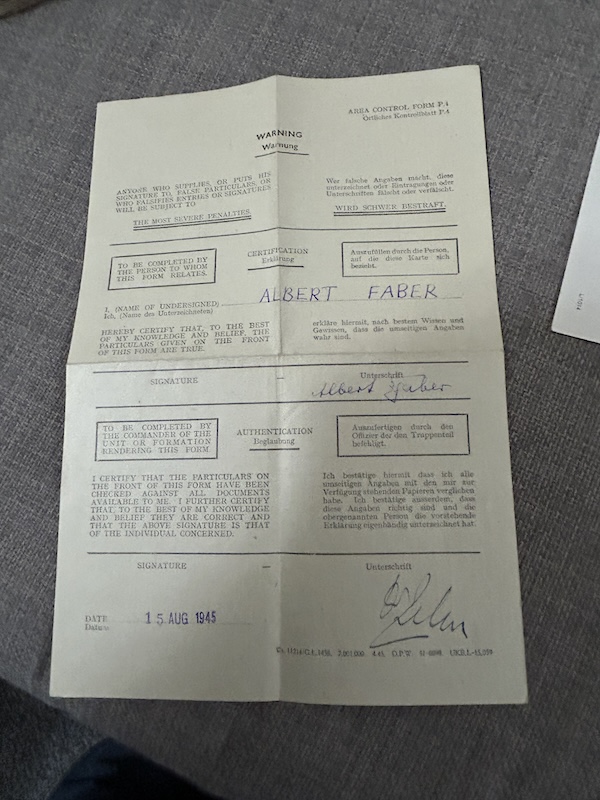 AREA CONTROL FORM P.4
Örtliches Kontrollblatt P.4
WARNING
Warnung
ANYONE WHO SUPPLIES, OR PUTS HIS
SIGNATURE TO, FALSE PARTICULARS, OR
WHO FALSIFIES ENTRIES OR SIGNATURES
WILL BE SUBJECT TO
THE MOST SEVERE PENALTIES.
Wer falsche Angaben macht, diese
unterzeichnet oder Eintragungen oder
Unterschriften fälscht oder verfälscht.
WIRD SCHWER BESTRAFT.
TO BE COMPLETED BY
THE PERSON TO WHOM
THIS FORM RELATES.
CERTIFICATION
Erklärung
Auszufüllen durch die Person,
auf die diese Karte sich
bezieht.
I, (NAME OF UNDERSIGNED)
Ich, (Name des Unterzeichneten)
ALBERT FABER
HEREBY CERTIFY THAT, TO THE BEST
OF MY KNOWLEDGE AND BELIEF, THE
PARTICULARS GIVEN ON THE FRONT
OF THIS FORM ARE TRUE.
erkläre hiermit, nach bestem Wissen und
Gewissen, dass die umseitigen Angaben
wahr sind.
SIGNATURE — Unterschrift
Albert Faber
TO BE COMPLETED BY
THE COMMANDER OF THE
UNIT OR FORMATION
RENDERING THIS FORM
AUTHENTICATION
Beglaubung
Auszufertigen durch den
Offizier der den Truppenteil
befehligt.
I CERTIFY THAT THE PARTICULARS ON
THE FRONT OF THIS FORM HAVE BEEN
CHECKED AGAINST ALL DOCUMENTS
AVAILABLE TO ME. I FURTHER CERTIFY
THAT, TO THE BEST OF MY KNOWLEDGE
AND BELIEF THEY ARE CORRECT AND
THAT THE ABOVE SIGNATURE IS THAT
OF THE INDIVIDUAL CONCERNED.
Ich bestätige hiermit dass ich alle
umseitigen Angaben mit den mir zur
Verfügung stehenden Papieren verglichen
habe. Ich bestätige ausserdem, dass
diese Angaben richtig sind und die
obergenannten Person die vorstehende
Erklärung eigenhändig unterzeichnet hat.
SIGNATURE — Unterschrift
DATE
Datum
15 AUG 1945
2,001,000. 4.45. O.P.W.